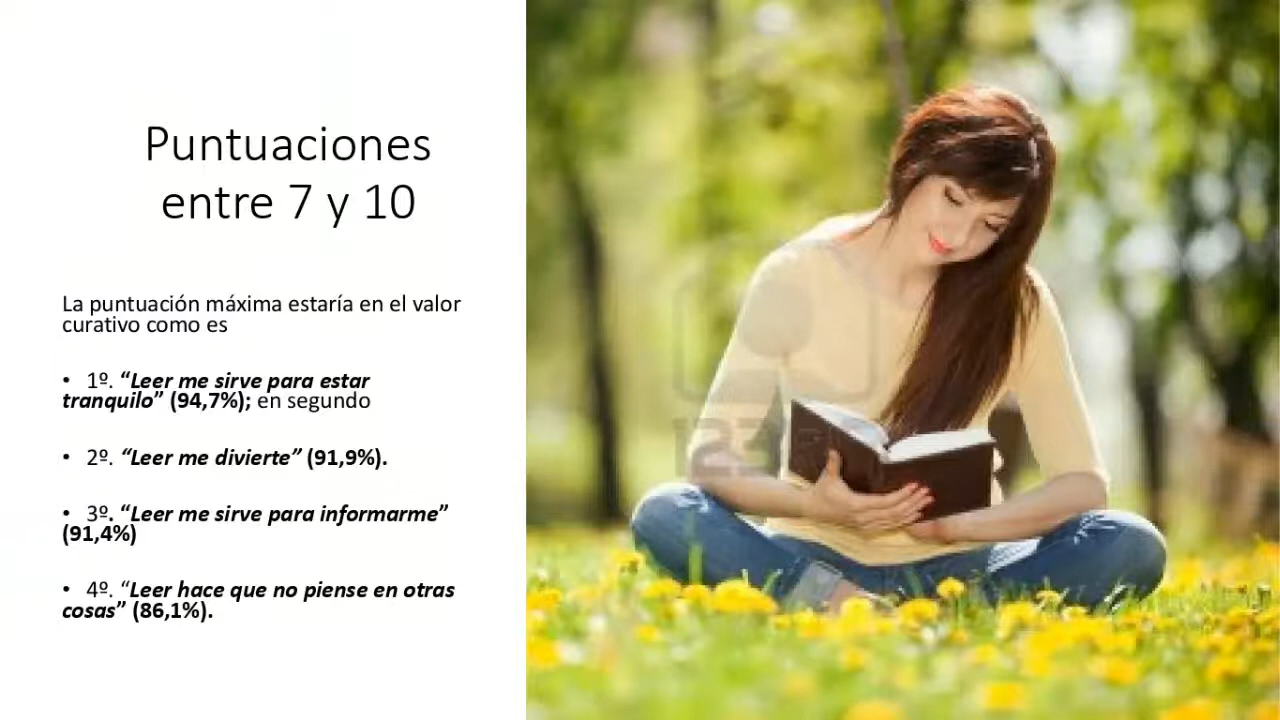 Puntuaciones
entre 7 y 10
La puntuación máxima estaría en el valor
curativo como es
• 1º. “Leer me sirve para estar
tranquilo” (94,7%); en segundo
• 2º. “Leer me divierte” (91,9%).
• 3º. “Leer me sirve para informarme”
(91,4%)
• 4º. “Leer hace que no piense en otras
cosas” (86,1%).